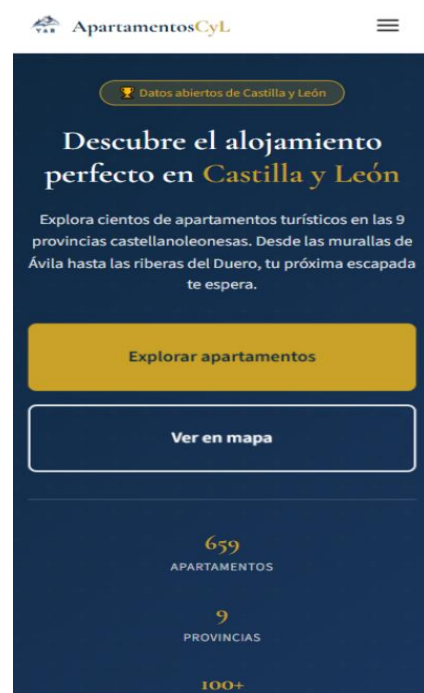 YAB
ApartamentosCyL
🏆 Datos abiertos de Castilla y León
Descubre el alojamiento
perfecto en Castilla y León
Explora cientos de apartamentos turísticos en las 9
provincias castellanoleonesas. Desde las murallas de
Ávila hasta las riberas del Duero, tu próxima escapada
te espera.
Explorar apartamentos
Ver en mapa
659
APARTAMENTOS
9
PROVINCIAS
100+